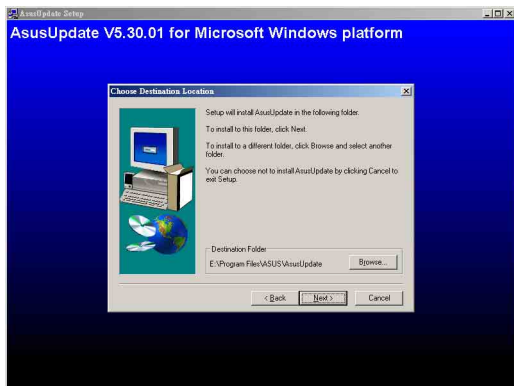 AsusUpdate Setup
AsusUpdate V5.30.01 for Microsoft Windows platform
Choose Destination Location
Setup will install AsusUpdate in the following folder.
To install to this folder, click Next.
To install to a different folder, click Browse and select another
folder.
You can choose not to install AsusUpdate by clicking Cancel to
exit Setup.
Destination Folder
E:\Program Files\ASUS\AsusUpdate
Browse...
< Back
Next >
Cancel